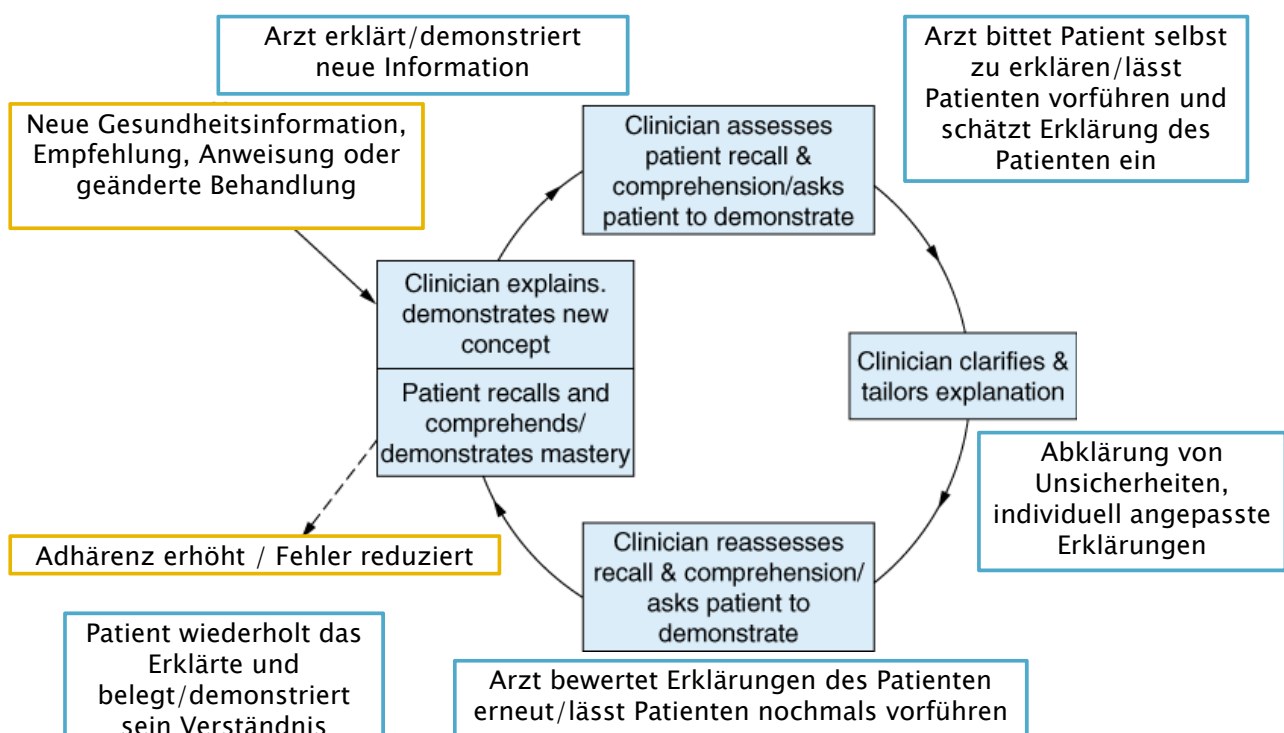 Arzt erklärt/demonstriert
neue Information
Arzt bittet Patient selbst
zu erklären/lässt
Patienten vorführen und
schätzt Erklärung des
Patienten ein
Neue Gesundheitsinformation,
Empfehlung, Anweisung oder
geänderte Behandlung
Clinician assesses
patient recall &
comprehension/asks
patient to demonstrate
Clinician explains.
demonstrates new
concept
Patient recalls and
comprehends/
demonstrates mastery
Clinician clarifies &
tailors explanation
Abklärung von
Unsicherheiten,
individuell angepasste
Erklärungen
Adhärenz erhöht / Fehler reduziert
Clinician reassesses
recall & comprehension/
asks patient to
demonstrate
Patient wiederholt das
Erklärte und
belegt/demonstriert
sein Verständnis
Arzt bewertet Erklärungen des Patienten
erneut/lässt Patienten nochmals vorführen